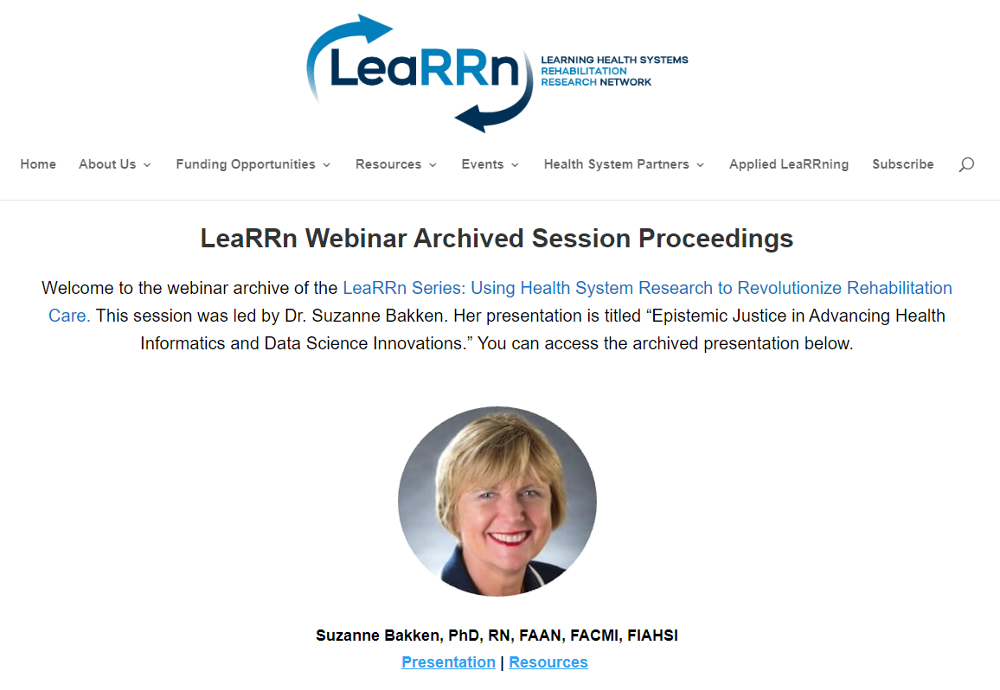 LeaRRn
LEARNING HEALTH SYSTEMS
REHABILITATION
RESEARCH NETWORK
Home About Us Funding Opportunities Resources Events Health System Partners Applied LeaRRning Subscribe
LeaRRn Webinar Archived Session Proceedings
Welcome to the webinar archive of the LeaRRn Series: Using Health System Research to Revolutionize Rehabilitation
Care. This session was led by Dr. Suzanne Bakken. Her presentation is titled “Epistemic Justice in Advancing Health
Informatics and Data Science Innovations.” You can access the archived presentation below.
Suzanne Bakken, PhD, RN, FAAN, FACMI, FIAHSI
Presentation | Resources